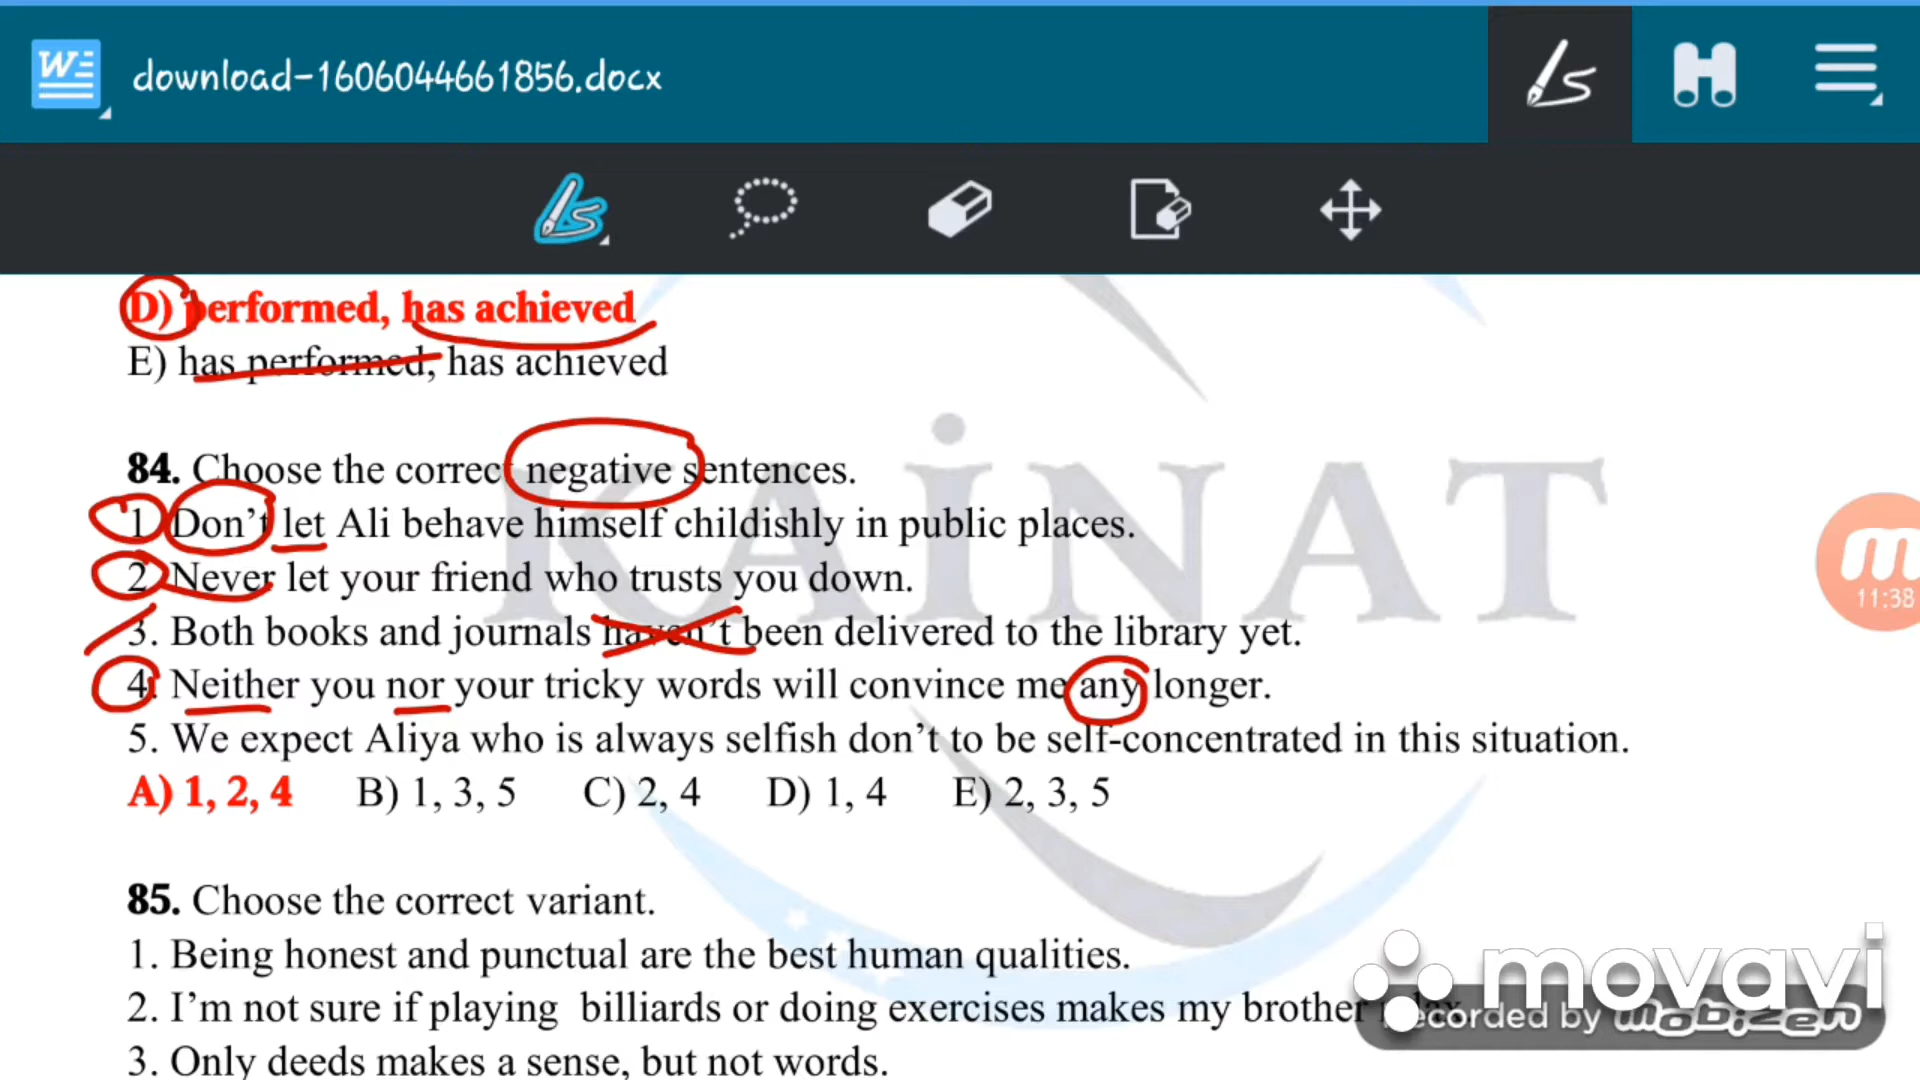 download-1606044661856.docx
D) performed, has achieved
E) has performed, has achieved
84. Choose the correct negative sentences.
1 Don't let Ali behave himself childishly in public places.
2 Never let your friend who trusts you down.
3. Both books and journals haven't been delivered to the library yet.
4. Neither you nor your tricky words will convince me any longer.
5. We expect Aliya who is always selfish don't to be self-concentrated in this situation.
A) 1, 2, 4 B) 1, 3, 5 C) 2, 4 D) 1, 4 E) 2, 3, 5
85. Choose the correct variant.
1. Being honest and punctual are the best human qualities.
2. I'm not sure if playing billiards or doing exercises makes my brother
3. Only deeds makes a sense, but not words.
KAİNAT
11:38
movavi
recorded by mobizen